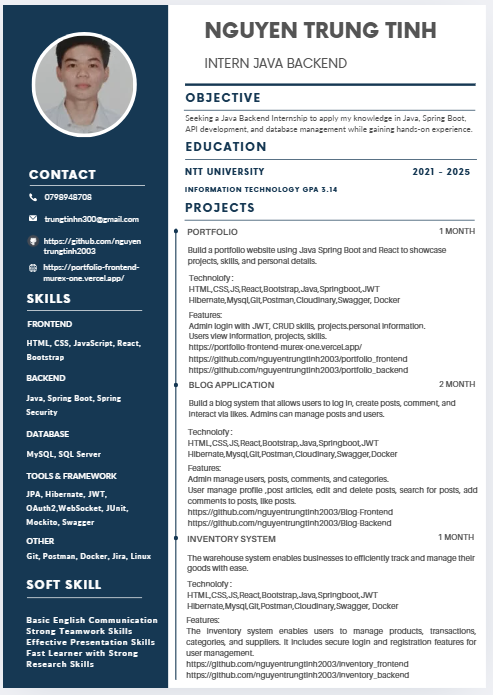 NGUYEN TRUNG TINH
INTERN JAVA BACKEND
CONTACT
0798948708
trungtinhn300@gmail.com
https://github.com/nguyen
trungtinh2003
https://portfolio-frontend-
murex-one.vercel.app/
SKILLS
FRONTEND
HTML, CSS, JavaScript, React,
Bootstrap
BACKEND
Java, Spring Boot, Spring
Security
DATABASE
MySQL, SQL Server
TOOLS & FRAMEWORK
JPA, Hibernate, JWT,
OAuth2,WebSocket, JUnit,
Mockito, Swagger
OTHER
Git, Postman, Docker, Jira, Linux
SOFT SKILL
Basic English Communication
Strong Teamwork Skills
Effective Presentation Skills
Fast Learner with Strong
Research Skills
OBJECTIVE
Seeking a Java Backend Internship to apply my knowledge in Java, Spring Boot,
API development, and database management while gaining hands-on experience.
EDUCATION
NTT UNIVERSITY 2021 - 2025
INFORMATION TECHNOLOGY GPA 3.14
PROJECTS
PORTFOLIO 1 MONTH
Build a portfolio website using Java Spring Boot and React to showcase
projects, skills, and personal details.
Technolofy:
HTML,CSS,JS,React,Bootstrap,Java,Springboot,JWT
Hibernate,Mysql,Git,Postman,Cloudinary,Swagger, Docker
Features:
Admin login with JWT, CRUD skills, projects.personal information.
Users view information, projects, skills.
https://portfolio-frontend-murex-one.vercel.app/
https://github.com/nguyentrungtinh2003/portfolio_frontend
https://github.com/nguyentrungtinh2003/portfolio_backend
BLOG APPLICATION 2 MONTH
Build a blog system that allows users to log in, create posts, comment, and
interact via likes. Admins can manage posts and users.
Technolofy:
HTML,CSS,JS,React,Bootstrap,Java,Springboot,JWT
Hibernate,Mysql,Git,Postman,Cloudinary,Swagger, Docker
Features:
Admin manage users, posts, comments, and categories.
User manage profile ,post articles, edit and delete posts, search for posts, add
comments to posts, like posts.
https://github.com/nguyentrungtinh2003/Blog-Frontend
https://github.com/nguyentrungtinh2003/Blog-Backend
INVENTORY SYSTEM 1 MONTH
The warehouse system enables businesses to efficiently track and manage their
goods with ease.
Technolofy:
HTML,CSS,JS,React,Bootstrap,Java,Springboot,JWT
Hibernate,Mysql,Git,Postman,Cloudinary,Swagger, Docker
Features:
The inventory system enables users to manage products, transactions,
categories, and suppliers. It includes secure login and registration features for
user management.
https://github.com/nguyentrungtinh2003/inventory_frontend
https://github.com/nguyentrungtinh2003/inventory_backend